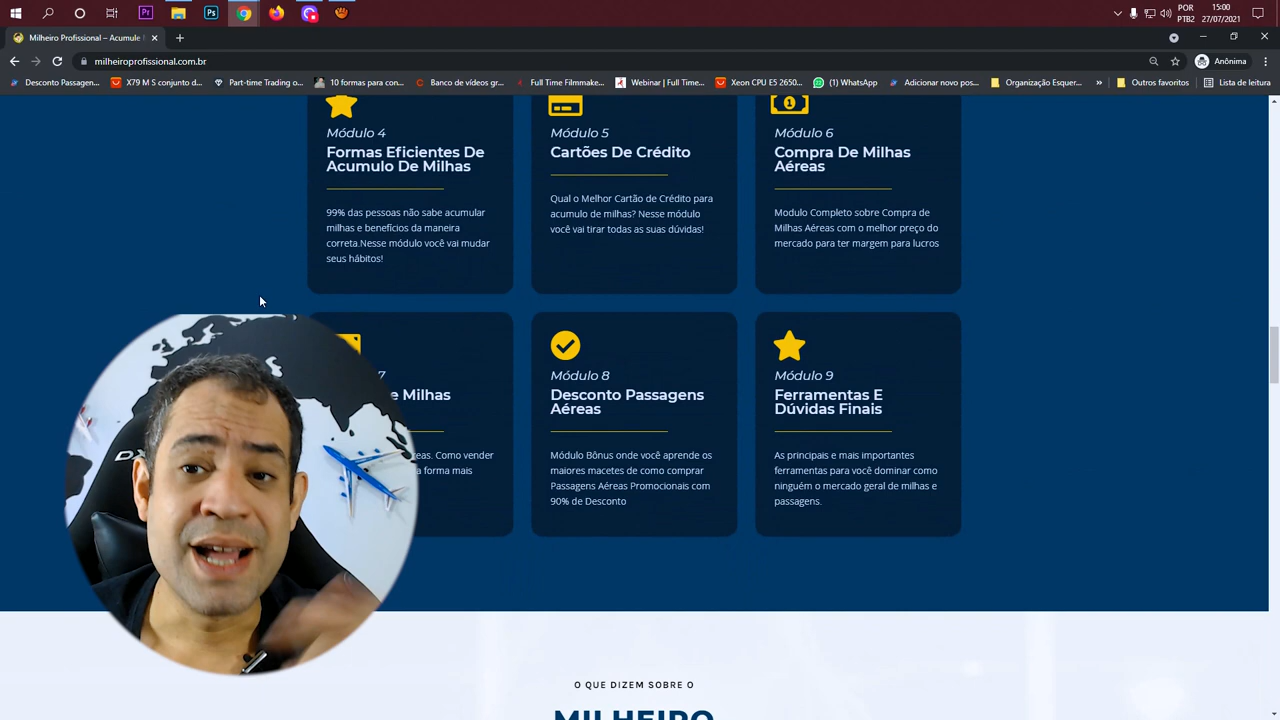 15:00
POR
PTB2
27/07/2021
Milheiro Profissional – Acumule
milheiroprofissional.com.br
Anônima
Desconto Passagen...
X79 M S conjunto d...
Part-time Trading o...
10 formas para con...
Banco de vídeos gr...
Full Time Filmmake...
Webinar | Full Time...
Xeon CPU E5 2650...
(1) WhatsApp
Adicionar novo pos...
Organização Esquer...
»
Outros favoritos
Lista de leitura
Módulo 4
Formas Eficientes De
Acumulo De Milhas
99% das pessoas não sabe acumular
milhas e benefícios da maneira
correta.Nesse módulo você vai mudar
seus hábitos!
Módulo 5
Cartões De Crédito
Qual o Melhor Cartão de Crédito para
acumulo de milhas? Nesse módulo
você vai tirar todas as suas dúvidas!
Módulo 6
Compra De Milhas
Aéreas
Modulo Completo sobre Compra de
Milhas Aéreas com o melhor preço do
mercado para ter margem para lucros
7
e Milhas
eas. Como vender
a forma mais
Módulo 8
Desconto Passagens
Aéreas
Módulo Bônus onde você aprende os
maiores macetes de como comprar
Passagens Aéreas Promocionais com
90% de Desconto
Módulo 9
Ferramentas E
Dúvidas Finais
As principais e mais importantes
ferramentas para você dominar como
ninguém o mercado geral de milhas e
passagens.
O QUE DIZEM SOBRE O
MILHEIRO